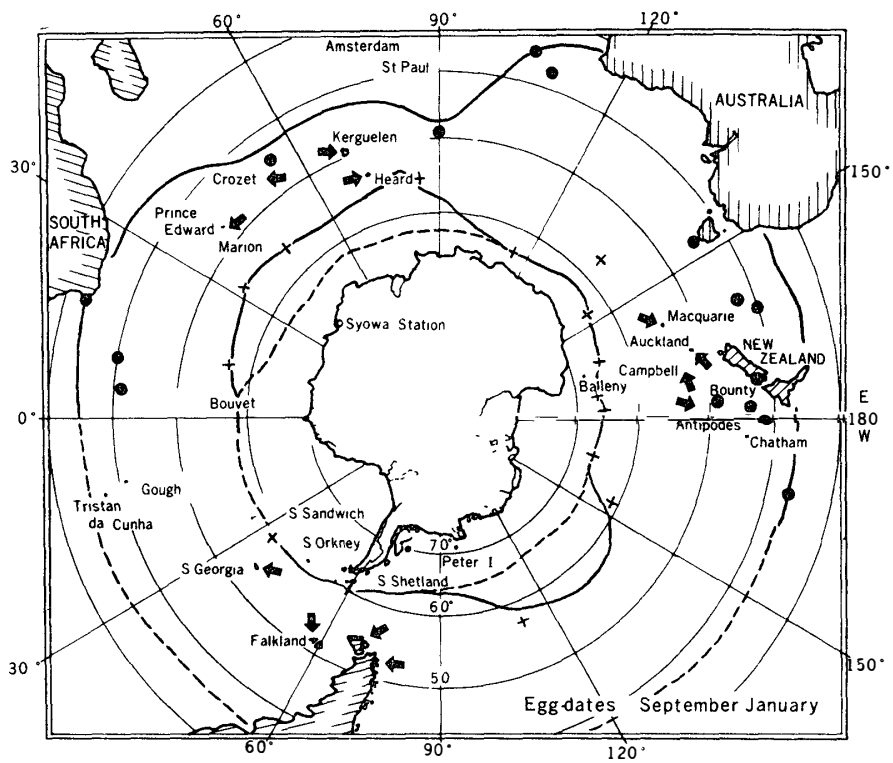 60°
90°
120°
Amsterdam
St Paul
AUSTRALIA
Kerguelen
30°
Crozet
Heard
150°
Prince
Edward
Marion
SOUTH
AFRICA
Syowa Station
Macquarie
Auckland
NEW
ZEALAND
Campbell
Balleny
Bounty
E
0°
Bouvet
180
W
Antipodes
Chatham
Gough
Tristan
da Cunha
S Sandwich
S Orkney
70°
Peter I
S Georgia
S Shetland
60°
Falkland
50
30°
150°
Egg-dates September January
60°
90°
120°